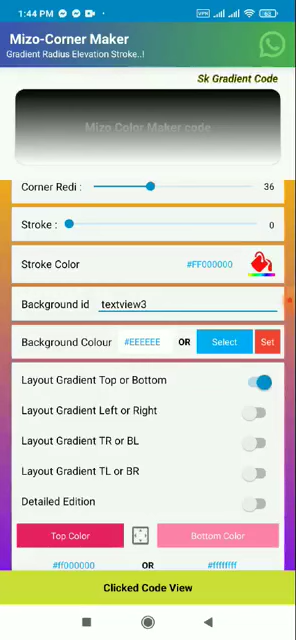 1:44 PM
VPN
Mizo-Corner Maker
Gradient Radius Elevation Stroke..!
Sk Gradient Code
Mizo Color Maker code
Corner Redi :
36
Stroke :
0
Stroke Color
#FF000000
Background id
textview3
Background Colour
#EEEEEE
OR
Select
Set
Layout Gradient Top or Bottom
Layout Gradient Left or Right
Layout Gradient TR or BL
Layout Gradient TL or BR
Detailed Edition
Top Color
Bottom Color
#ff000000
OR
#ffffffff
Clicked Code View